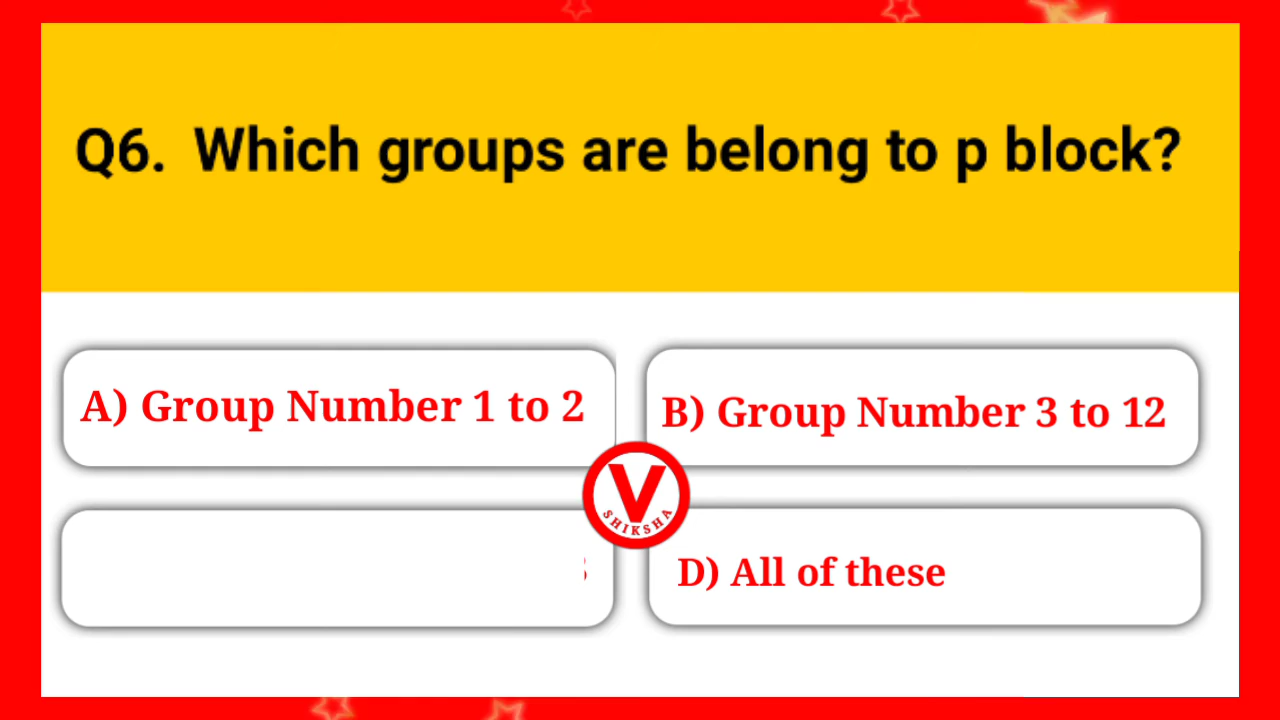 Q6. Which groups are belong to p block?
A) Group Number 1 to 2
B) Group Number 3 to 12
V
SHIKSHA
D) All of these